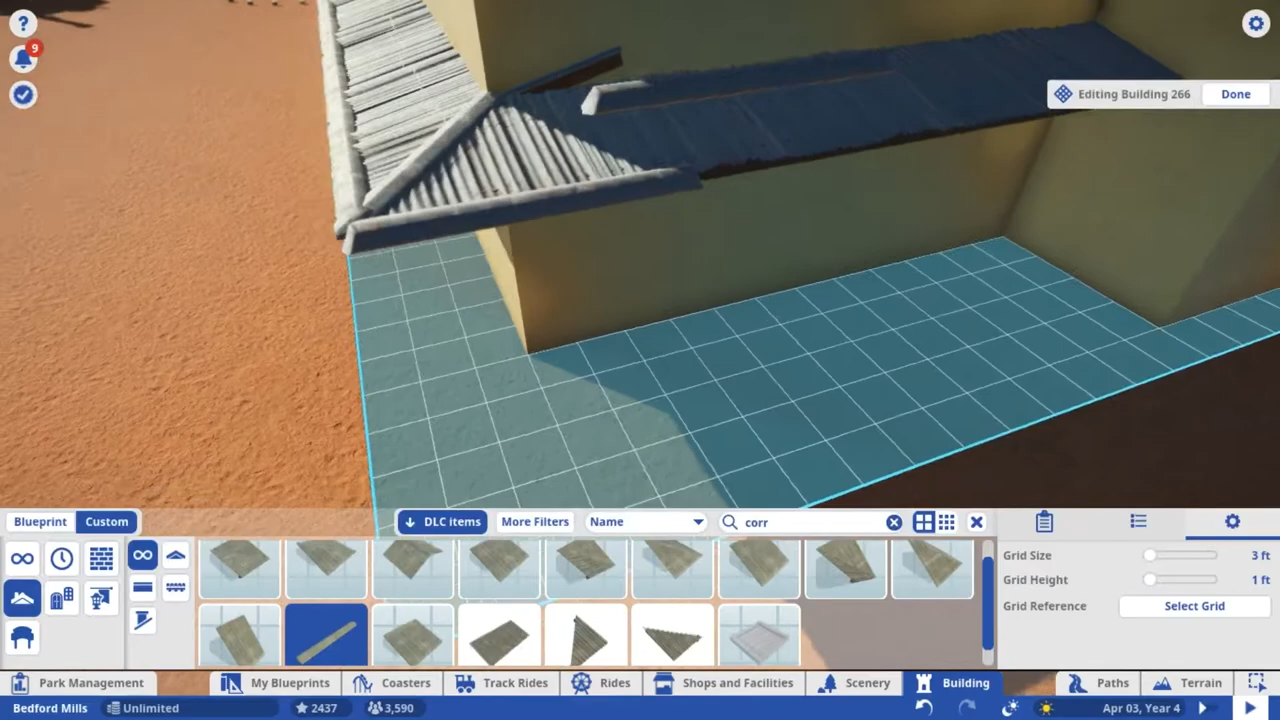 ?
9
Editing Building 266
Done
Blueprint
Custom
DLC items
More Filters
Name
corr
Grid Size
3 ft
Grid Height
1 ft
Grid Reference
Select Grid
Park Management
My Blueprints
Coasters
Track Rides
Rides
Shops and Facilities
Scenery
Building
Paths
Terrain
Bedford Mills
Unlimited
2437
3,590
Apr 03, Year 4